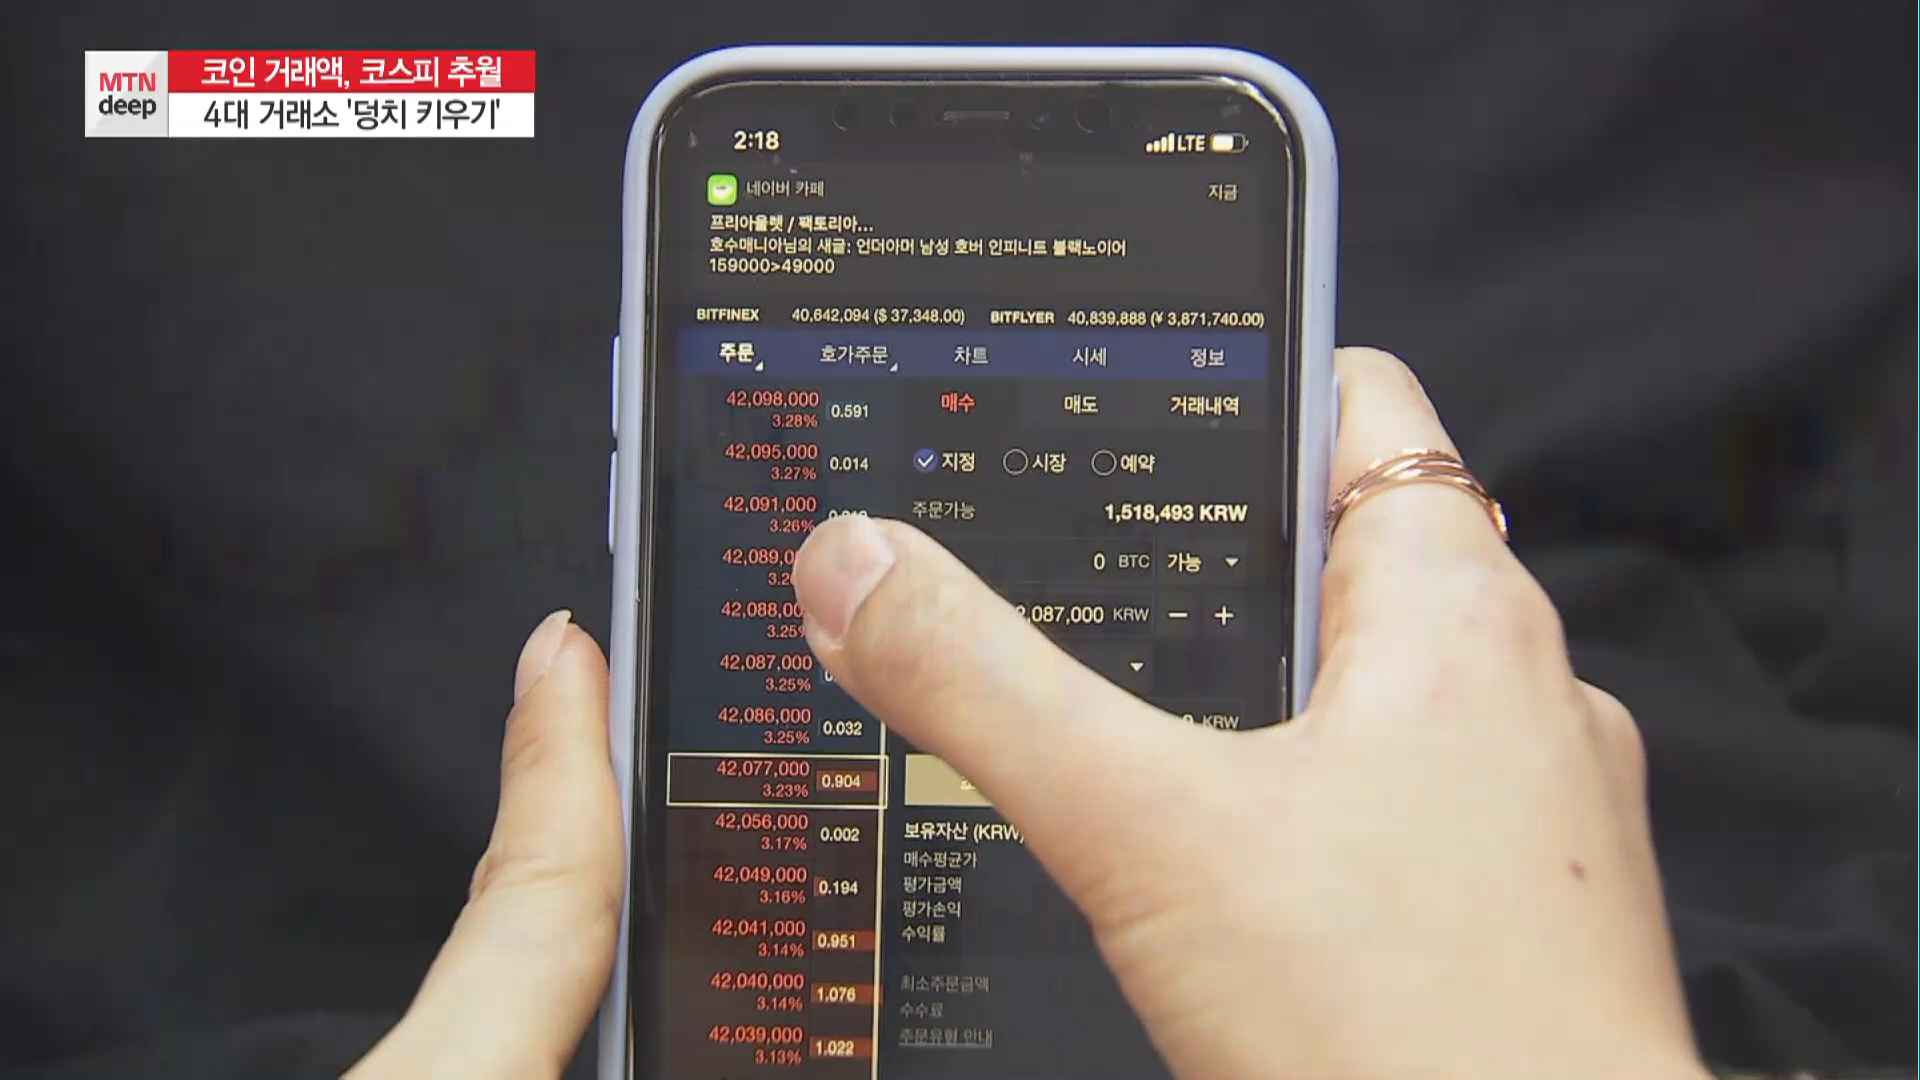 MTN
deep
코인 거래액, 코스피 추월
4대 거래소 '덩치 키우기'
2:18
LTE
네이버 카페
지금
프리아울렛 / 팩토리아...
호수매니아님의 새글: 언더아머 남성 호버 인피니트 블랙노이어
159000>49000
BITFINEX 40,642,094 ($ 37,348.00) BITFLYER 40,839,888 (¥ 3,871,740.00)
주문 호가주문 차트 시세 정보
42,098,000
3.28%
0.591
매수 매도 거래내역
42,095,000
3.27%
0.014
지정 시장 예약
42,091,000
3.26%
주문가능 1,518,493 KRW
42,089,0
3.2
0 BTC 가능
42,088,00
3.25%
,087,000 KRW − +
42,087,000
3.25%
42,086,000
3.25%
0.032
KRW
42,077,000
3.23%
0.904
42,056,000
3.17%
0.002
보유자산 (KRW)
매수평균가
42,049,000
3.16%
0.194
평가금액
평가손익
42,041,000
3.14%
0.951
수익률
42,040,000
3.14%
1.076
최소주문금액
수수료
42,039,000
3.13%
1.022
주문유형 안내